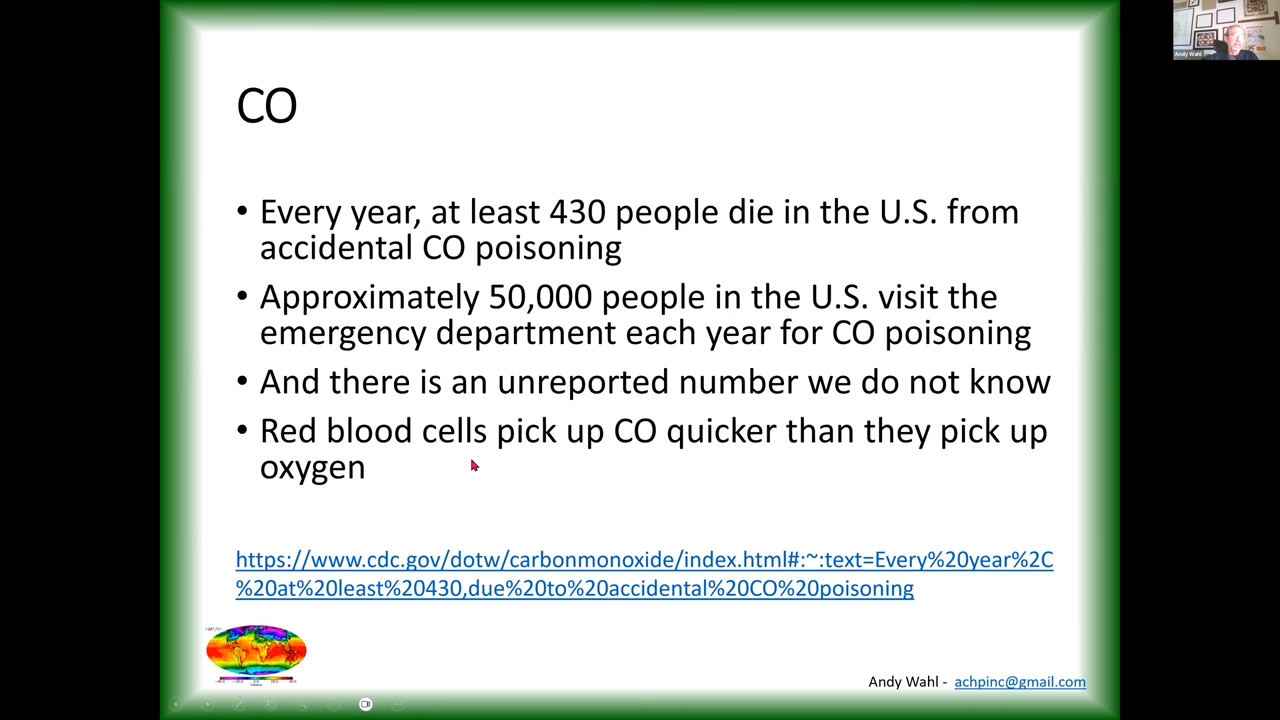 Andy Wahl
CO
• Every year, at least 430 people die in the U.S. from
accidental CO poisoning
• Approximately 50,000 people in the U.S. visit the
emergency department each year for CO poisoning
• And there is an unreported number we do not know
• Red blood cells pick up CO quicker than they pick up
oxygen
https://www.cdc.gov/dotw/carbonmonoxide/index.html#:~:text=Every%20year%2C
%20at%20least%20430,due%20to%20accidental%20CO%20poisoning
Andy Wahl - achpinc@gmail.com